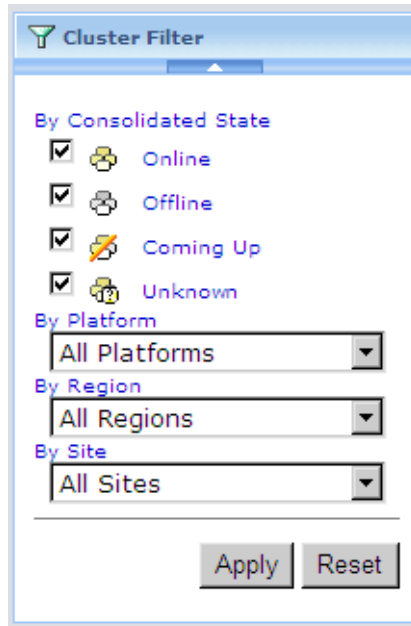 Cluster Filter
By Consolidated State
Online
Offline
Coming Up
Unknown
By Platform
All Platforms
By Region
All Regions
By Site
All Sites
Apply Reset